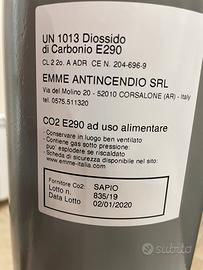 UN 1013 Diossido
di Carbonio E290
CL 2 2o. A ADR CE N. 204-696-9
EMME ANTINCENDIO SRL
Via del Molino 20 - 52010 CORSALONE (AR) - Italy
tel. 0575.511320
CO2 E290 ad uso alimentare
- Conservare in luogo ben ventilato
- Contiene gas sotto pressione:
può esplodere se riscaldato
- Scheda di sicurezza disponibile nel sito:
www.emme-italia.com
Fornitore Co2: SAPIO
Lotto n. 835/19
Data Lotto 02/01/2020
subito